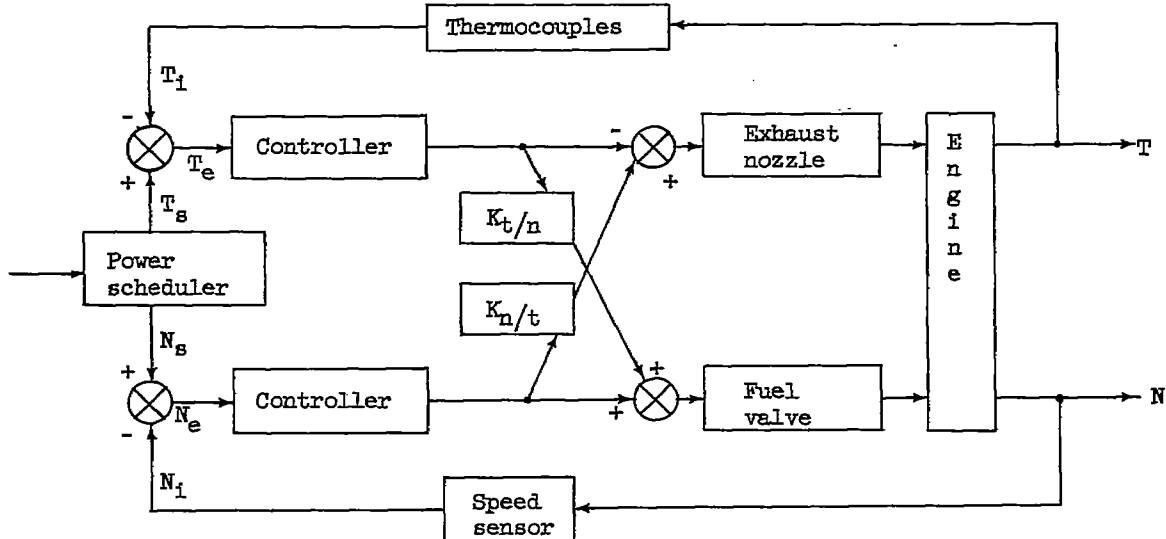 Thermocouples
T_i
-
Controller
-
Exhaust
nozzle
E
n
g
i
n
e
T
+
T_e
+
T_s
K_t/n
Power
scheduler
K_n/t
N_s
+
+
Controller
Fuel
valve
N
N_e
+
-
N_i
Speed
sensor